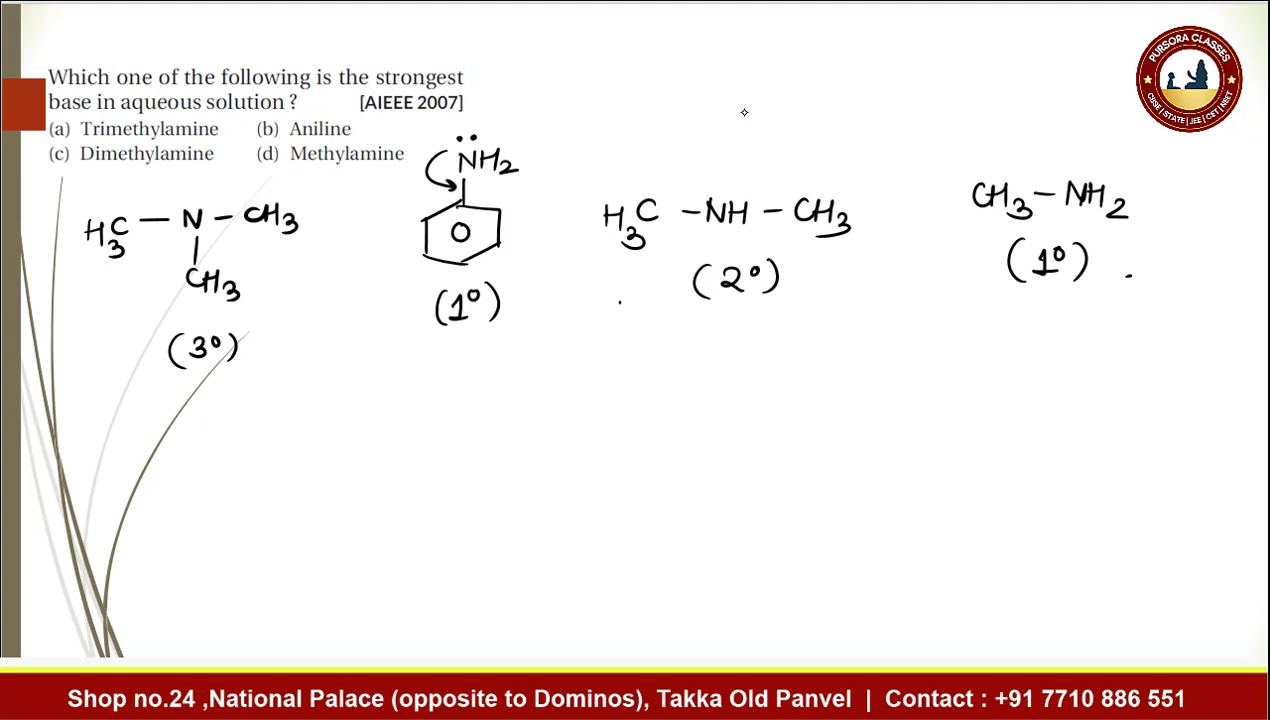 PURSORA CLASSES
CBSE | STATE | JEE | CET | NEET
Which one of the following is the strongest
base in aqueous solution ? [AIEEE 2007]
(a) Trimethylamine (b) Aniline
(c) Dimethylamine (d) Methylamine
NH2
H3C — N — CH3
CH3
(3°)
(1°)
H3C — NH — CH3
(2°)
CH3 — NH2
(1°)
Shop no.24 ,National Palace (opposite to Dominos), Takka Old Panvel | Contact : +91 7710 886 551